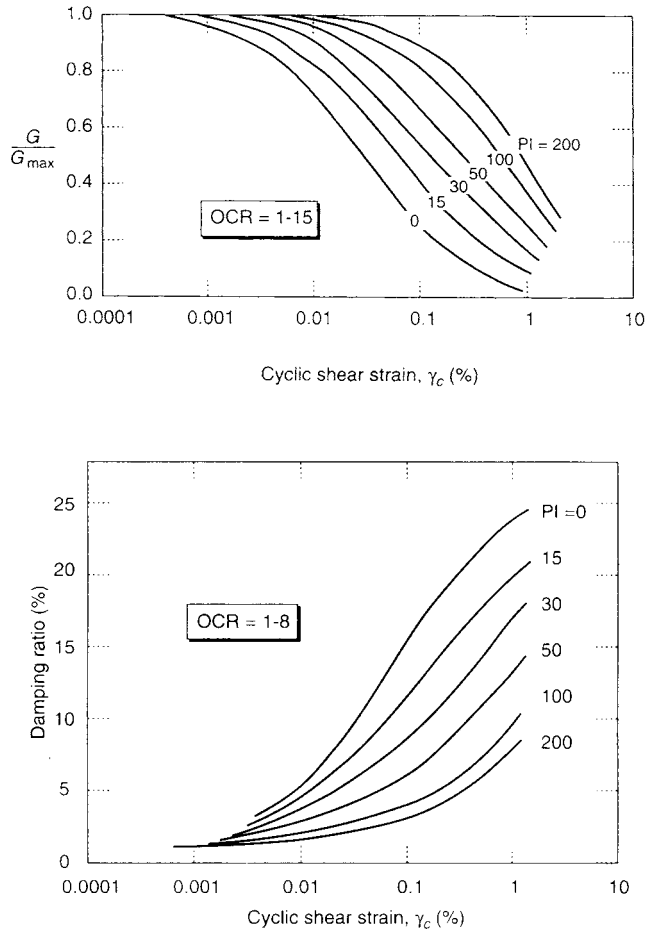 1.0
0.8
0.6
0.4
0.2
0.0
G
G max
PI = 200
100
50
30
15
0
OCR = 1-15
0.0001 0.001 0.01 0.1 1 10
Cyclic shear strain, γc (%)
25
20
15
10
5
0
Damping ratio (%)
OCR = 1-8
PI =0
15
30
50
100
200
0.0001 0.001 0.01 0.1 1 10
Cyclic shear strain, γc (%)